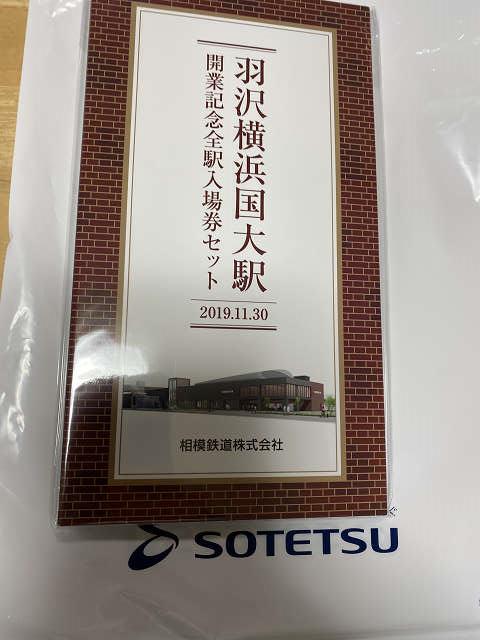 羽沢横浜国大駅
開業記念全駅入場券セット
2019.11.30
相模鉄道株式会社
ぐ
SOTETSU